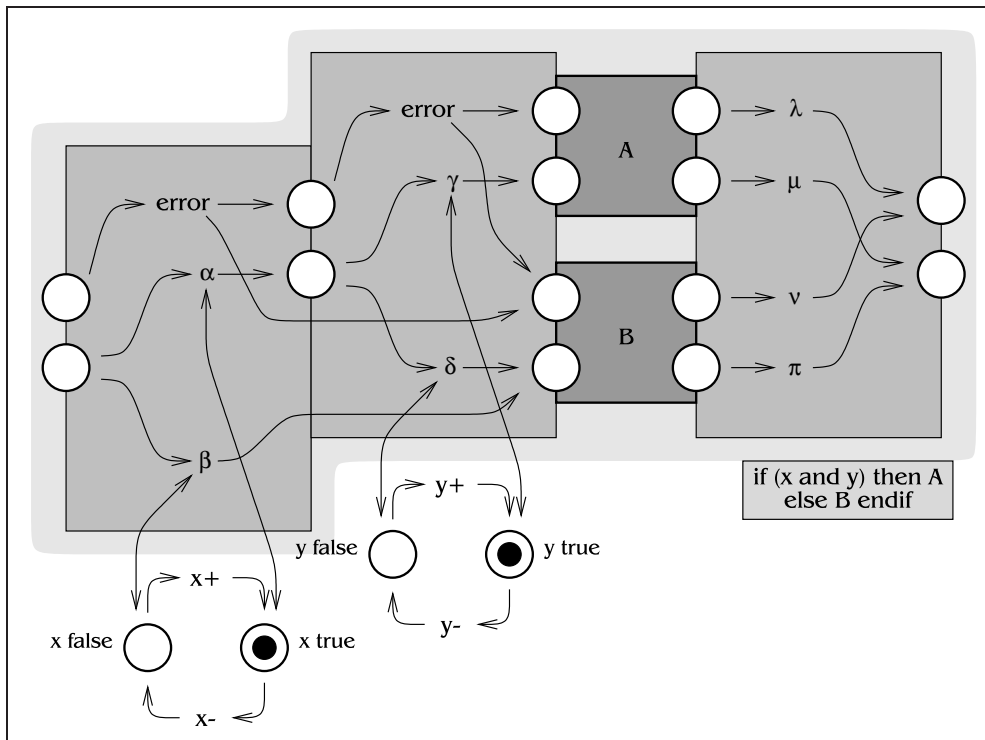 error
λ
A
γ
μ
error
α
ν
B
δ
π
β
if (x and y) then A
else B endif
y+
y false
y true
x+
y-
x false
x true
x-